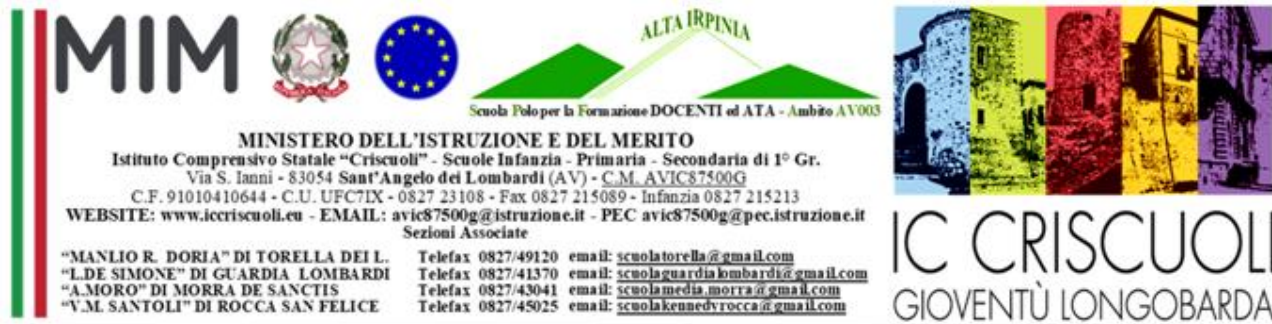 MIM
ALTA IRPINIA
Scuola Polo per la Formazione DOCENTI ed ATA - Ambito AV003
MINISTERO DELL'ISTRUZIONE E DEL MERITO
Istituto Comprensivo Statale “Criscuoli” - Scuole Infanzia - Primaria - Secondaria di 1° Gr.
Via S. Ianni - 83054 Sant'Angelo dei Lombardi (AV) - C.M. AVIC87500G
C.F. 91010410644 - C.U. UFC7IX - 0827 23108 - Fax 0827 215089 - Infanzia 0827 215213
WEBSITE: www.iccriscuoli.eu - EMAIL: avic87500g@istruzione.it - PEC avic87500g@pec.istruzione.it
Sezioni Associate
“MANLIO R. DORIA” DI TORELLA DEI L. Telefax 0827/49120 email: scuolatorella@gmail.com
“L.DE SIMONE” DI GUARDIA LOMBARDI Telefax 0827/41370 email: scuolaguardialombardi@gmail.com
“A.MORO” DI MORRA DE SANCTIS Telefax 0827/43041 email: scuolamedia.morra@gmail.com
“V.M. SANTOLI” DI ROCCA SAN FELICE Telefax 0827/45025 email: scuolakennedyrocca@gmail.com
IC CRISCUOLI
GIOVENTÙ LONGOBARDA